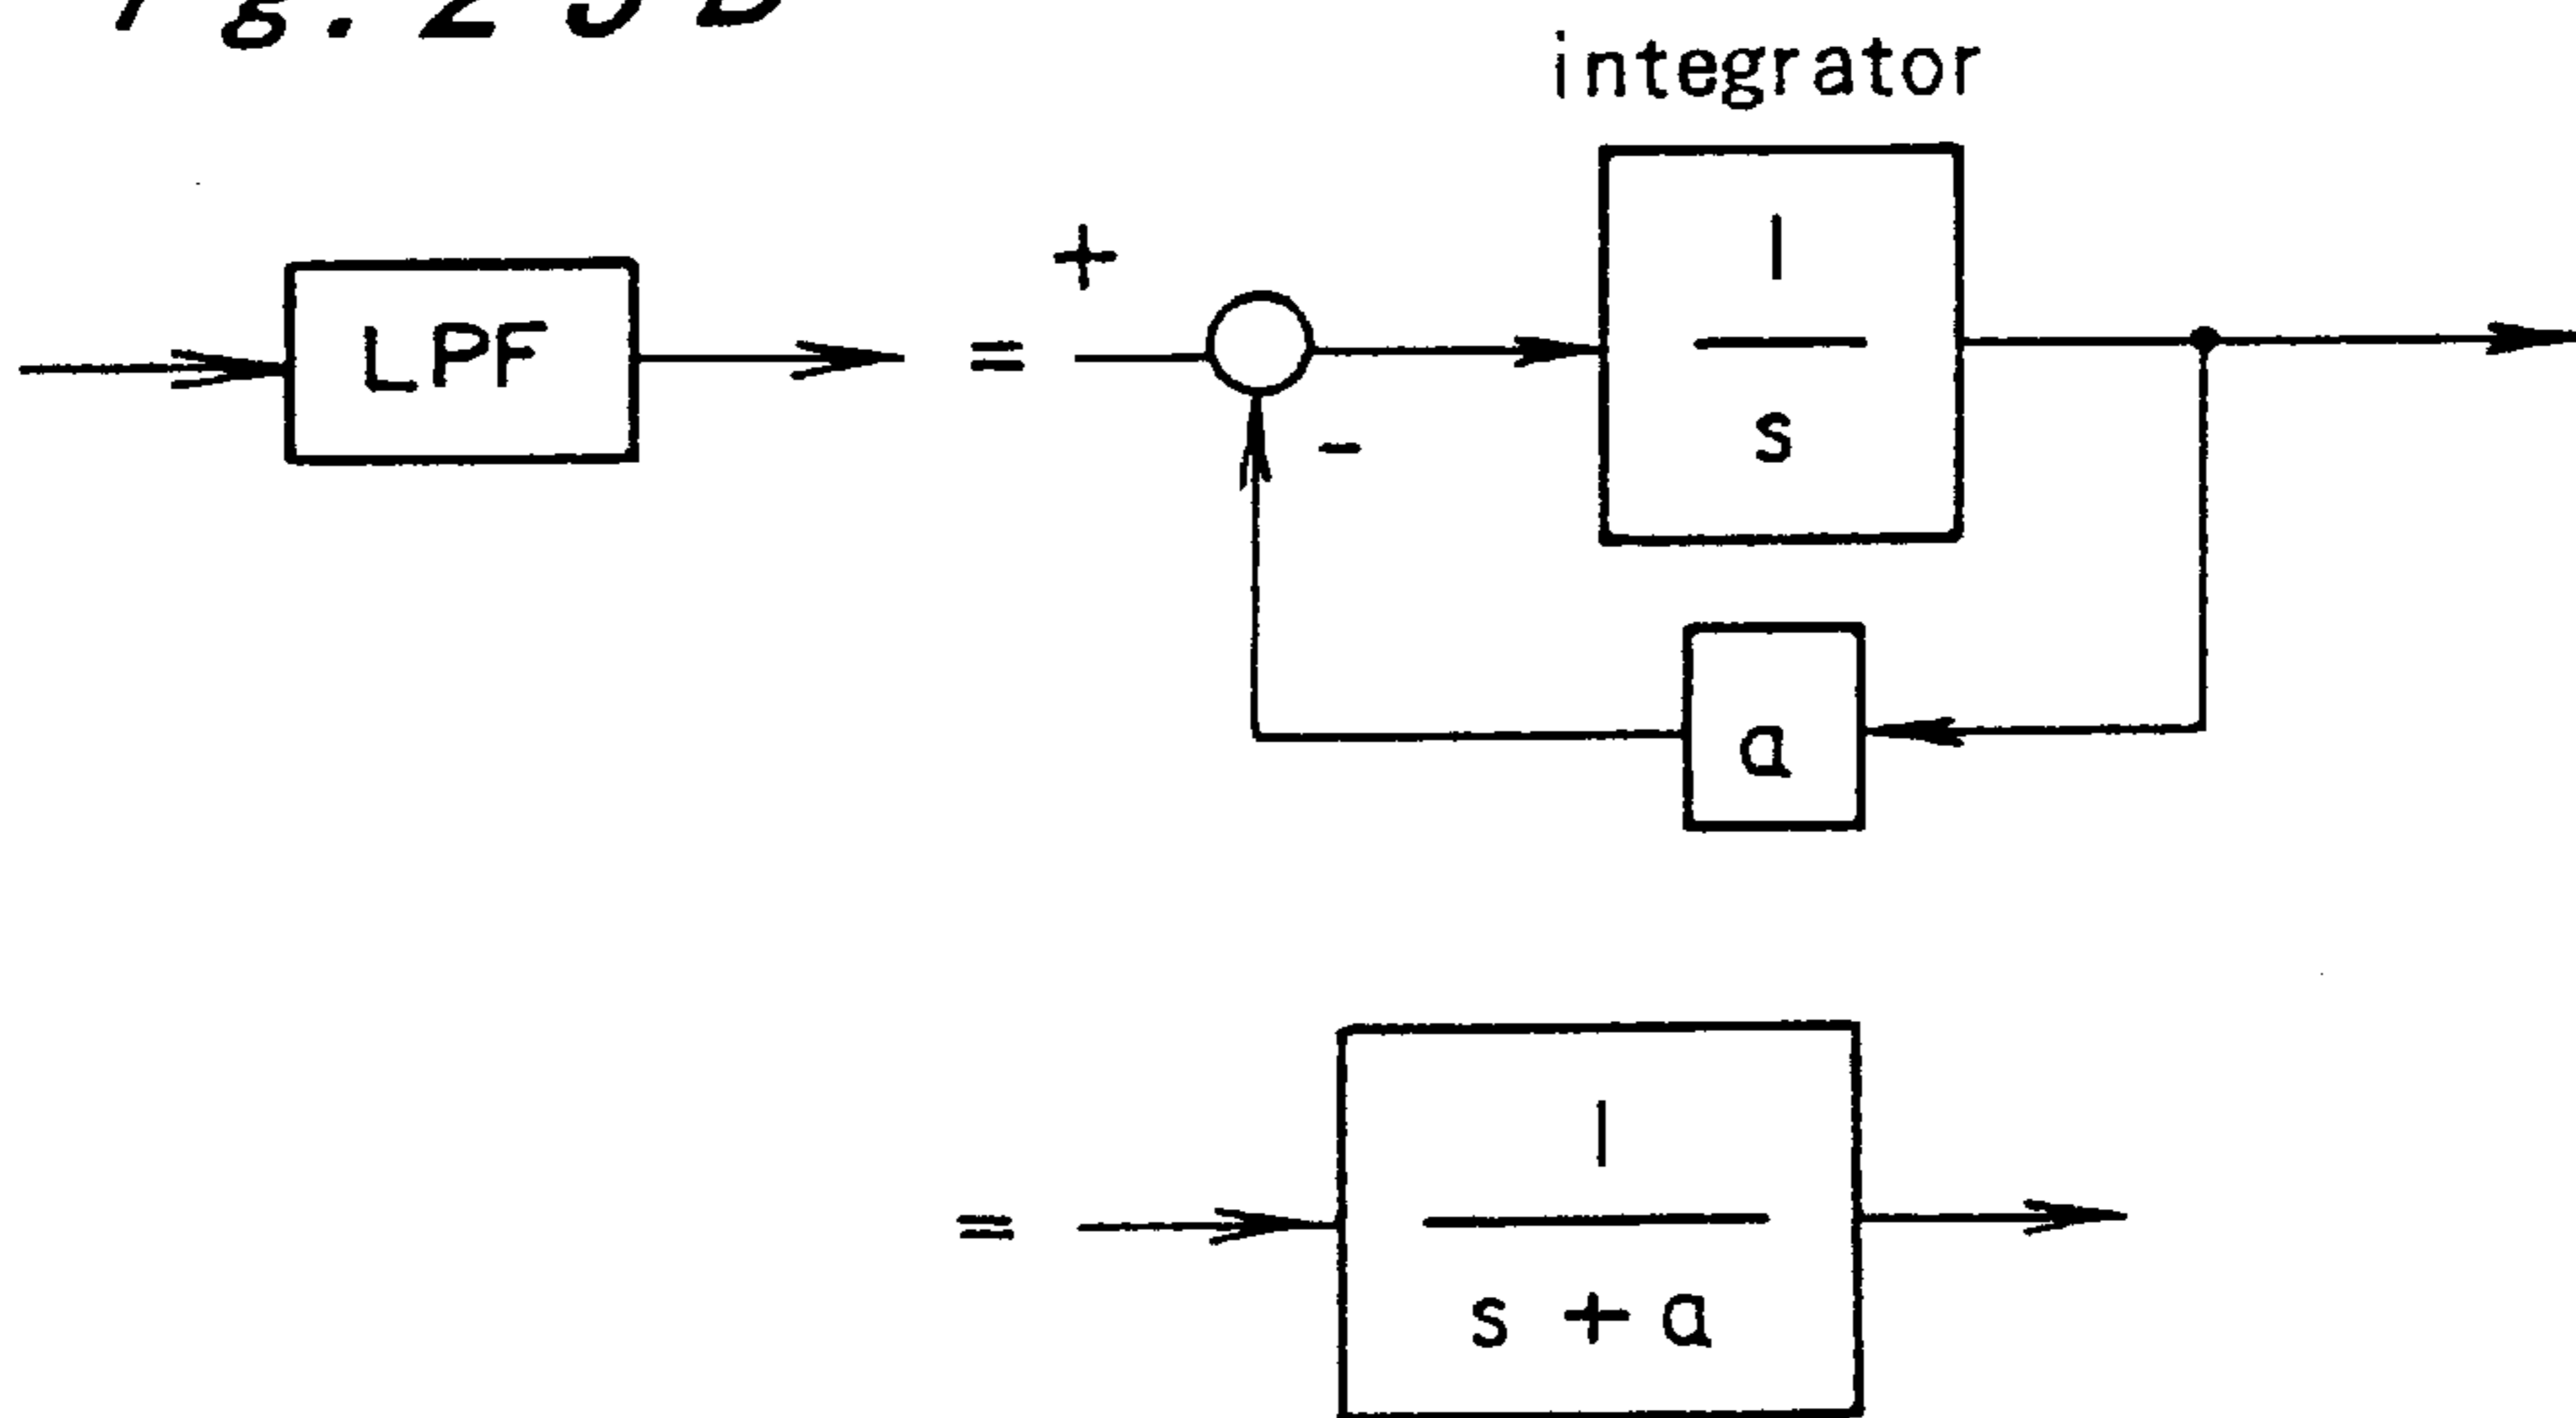 integrator
+
1
LPF
=
s
-
a
1
=
s + a